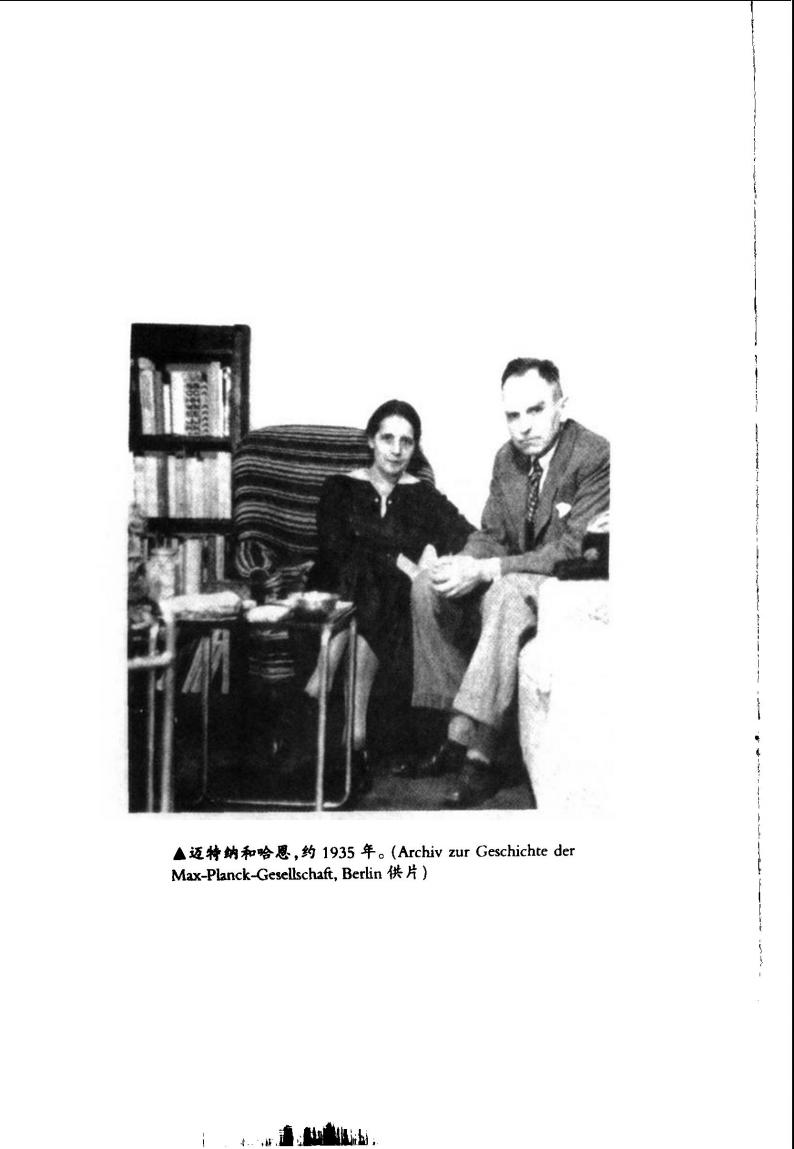 ▲迈特纳和哈恩,约 1935 年。(Archiv zur Geschichte der
Max-Planck-Gesellschaft, Berlin 供片)